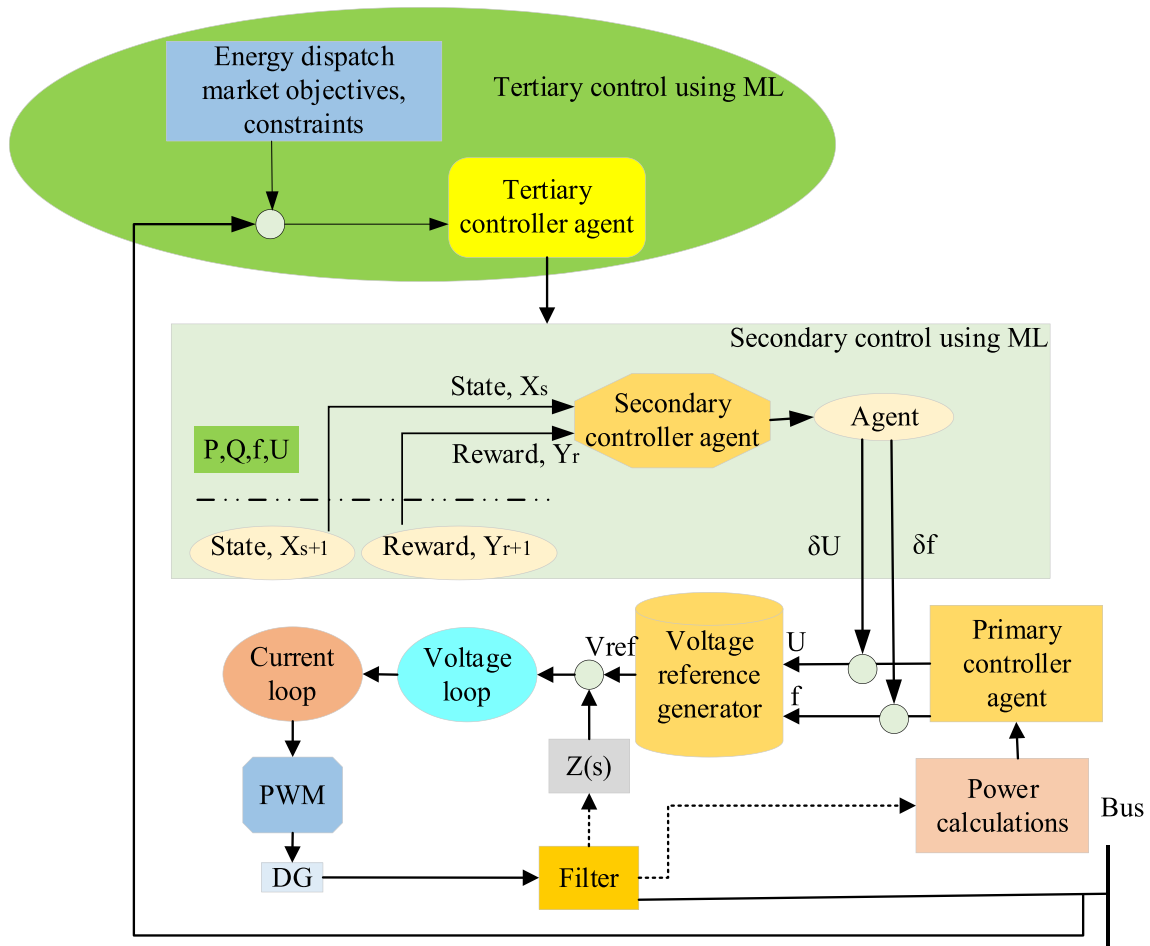 Energy dispatch
market objectives,
constraints
Tertiary control using ML
Tertiary
controller agent
Secondary control using ML
State, Xs
Secondary
controller agent
Agent
P,Q,f,U
Reward, Yr
State, Xs+1
Reward, Yr+1
δU
δf
Current
loop
Voltage
loop
Vref
Voltage
reference
generator
U
f
Primary
controller
agent
Z(s)
PWM
Power
calculations
Bus
DG
Filter